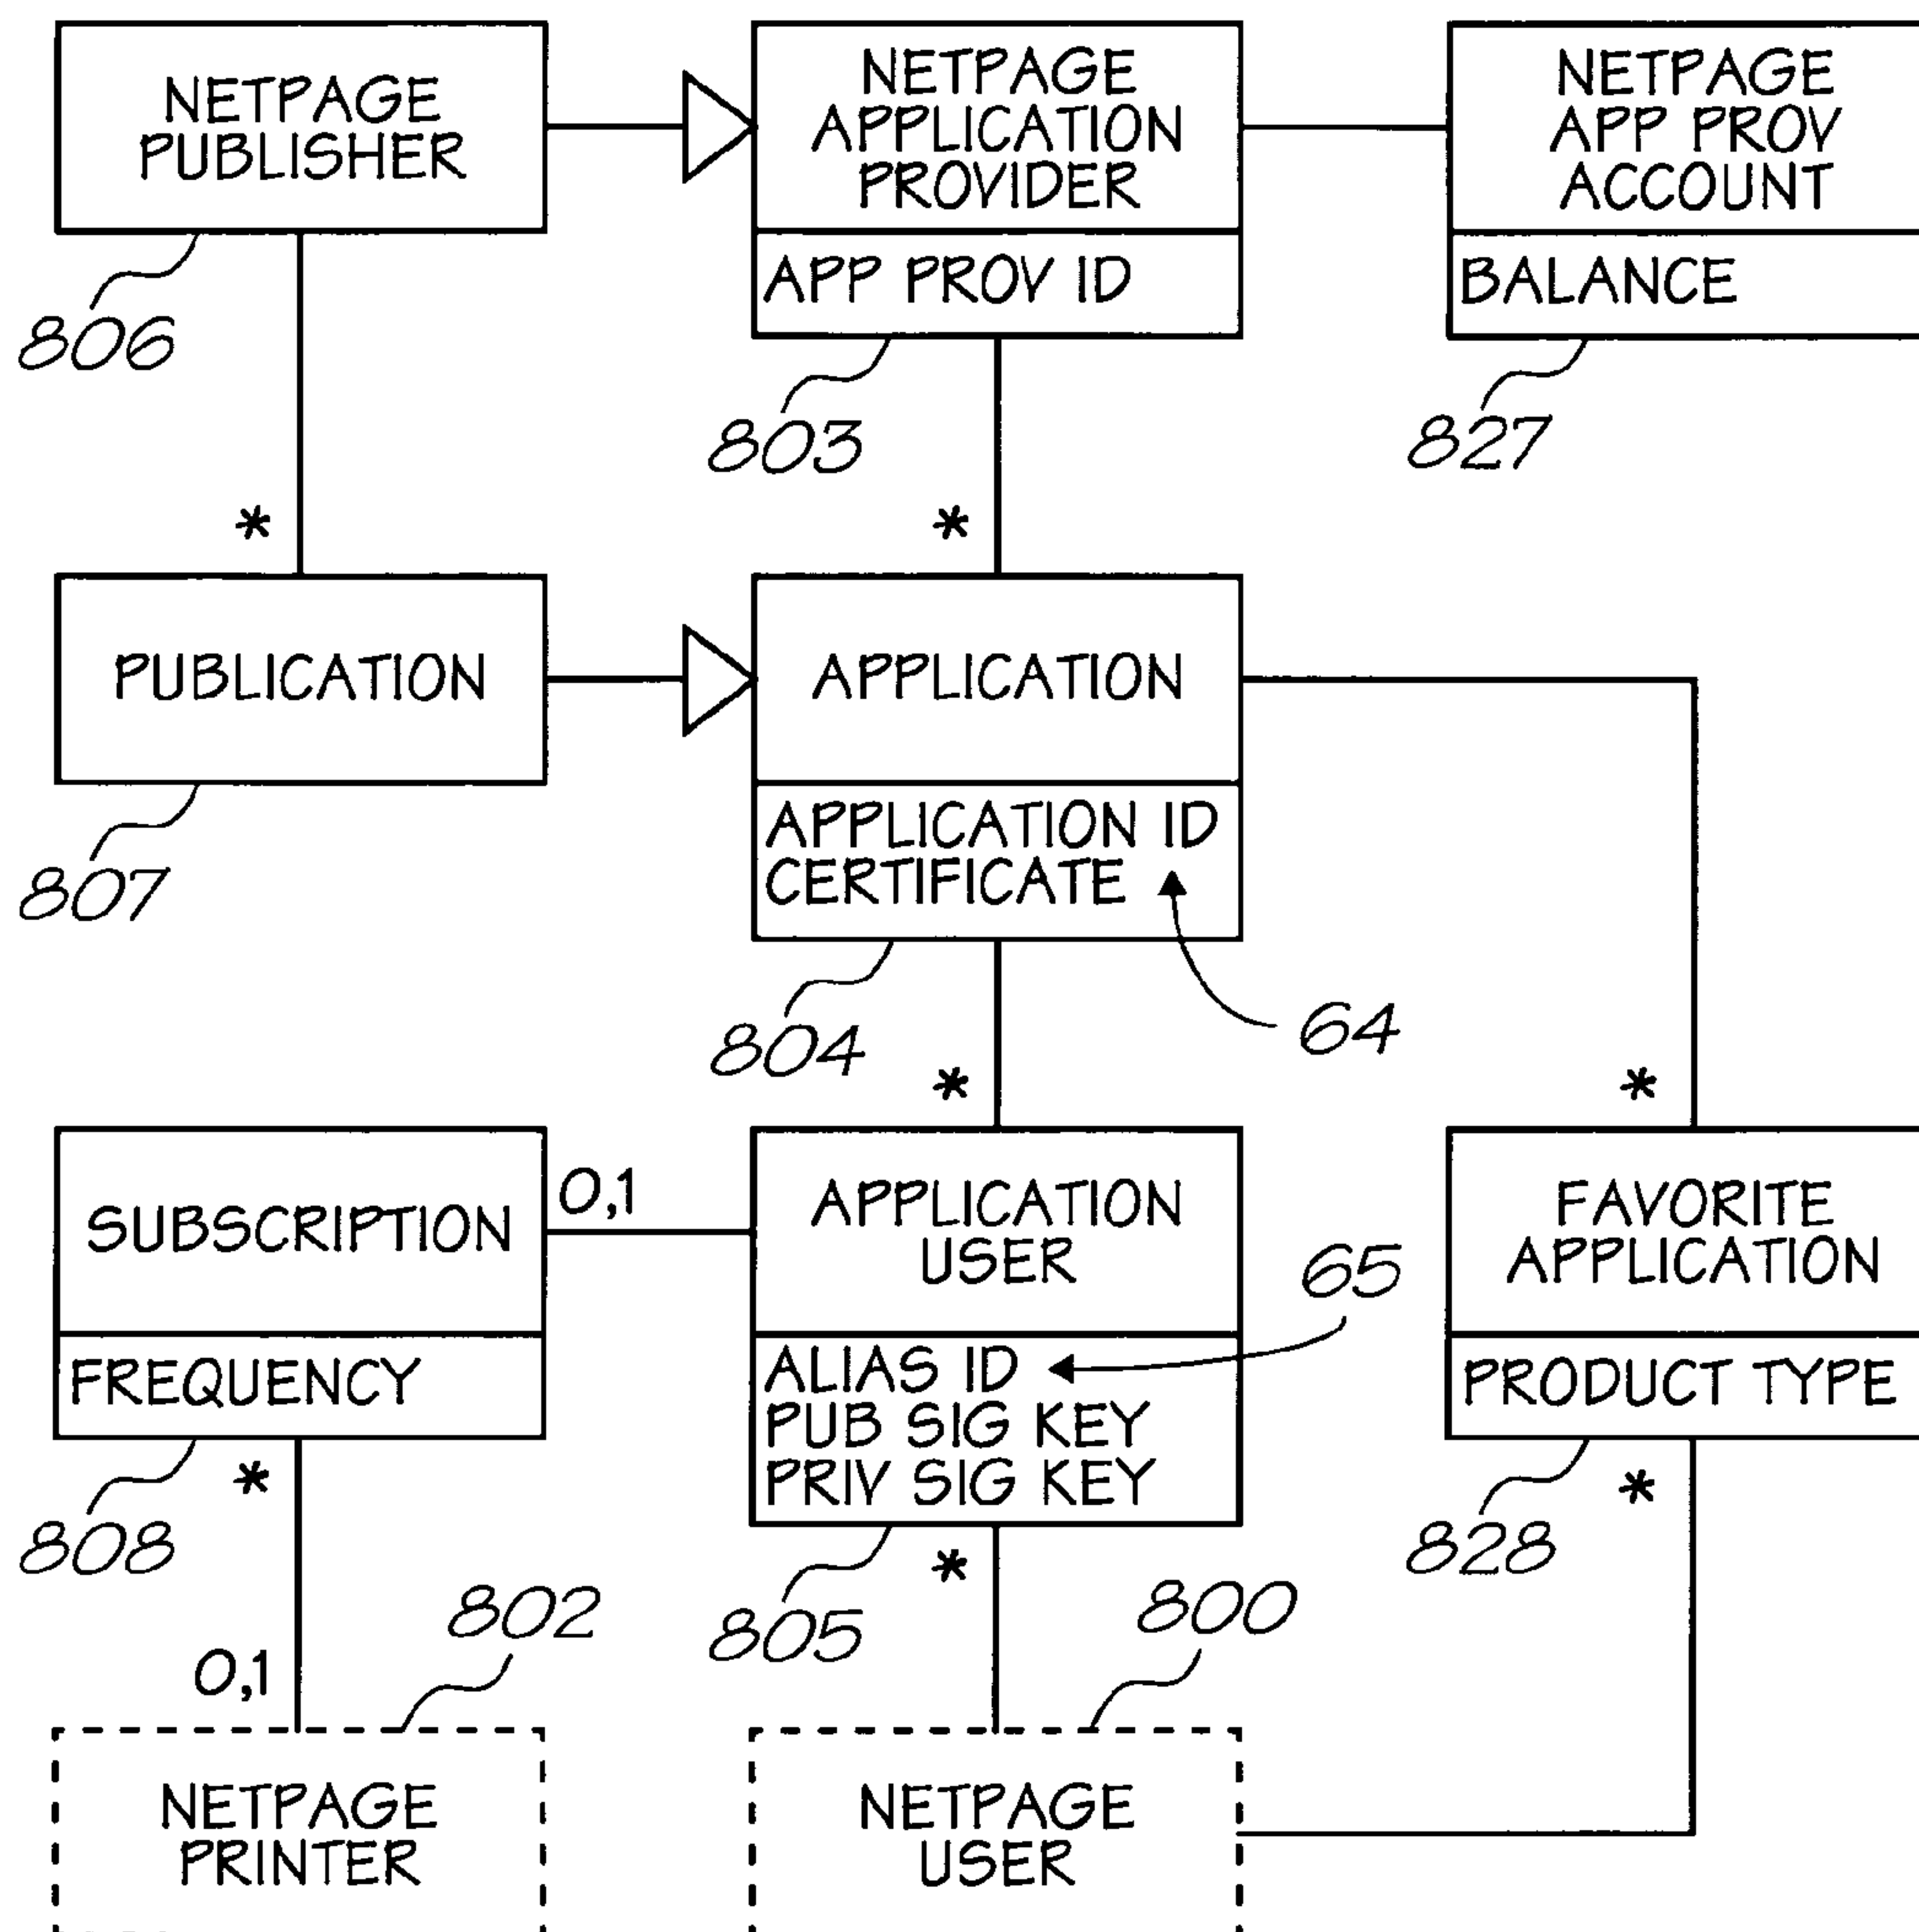 NETPAGE
PUBLISHER
806
NETPAGE
APPLICATION
PROVIDER
APP PROV ID
803
NETPAGE
APP PROV
ACCOUNT
BALANCE
827
*
*
PUBLICATION
807
APPLICATION
APPLICATION ID
CERTIFICATE
804
64
*
*
SUBSCRIPTION
FREQUENCY
808
0,1
APPLICATION
USER
ALIAS ID
PUB SIG KEY
PRIV SIG KEY
65
805
FAVORITE
APPLICATION
PRODUCT TYPE
828
*
*
*
0,1
802
800
NETPAGE
PRINTER
NETPAGE
USER